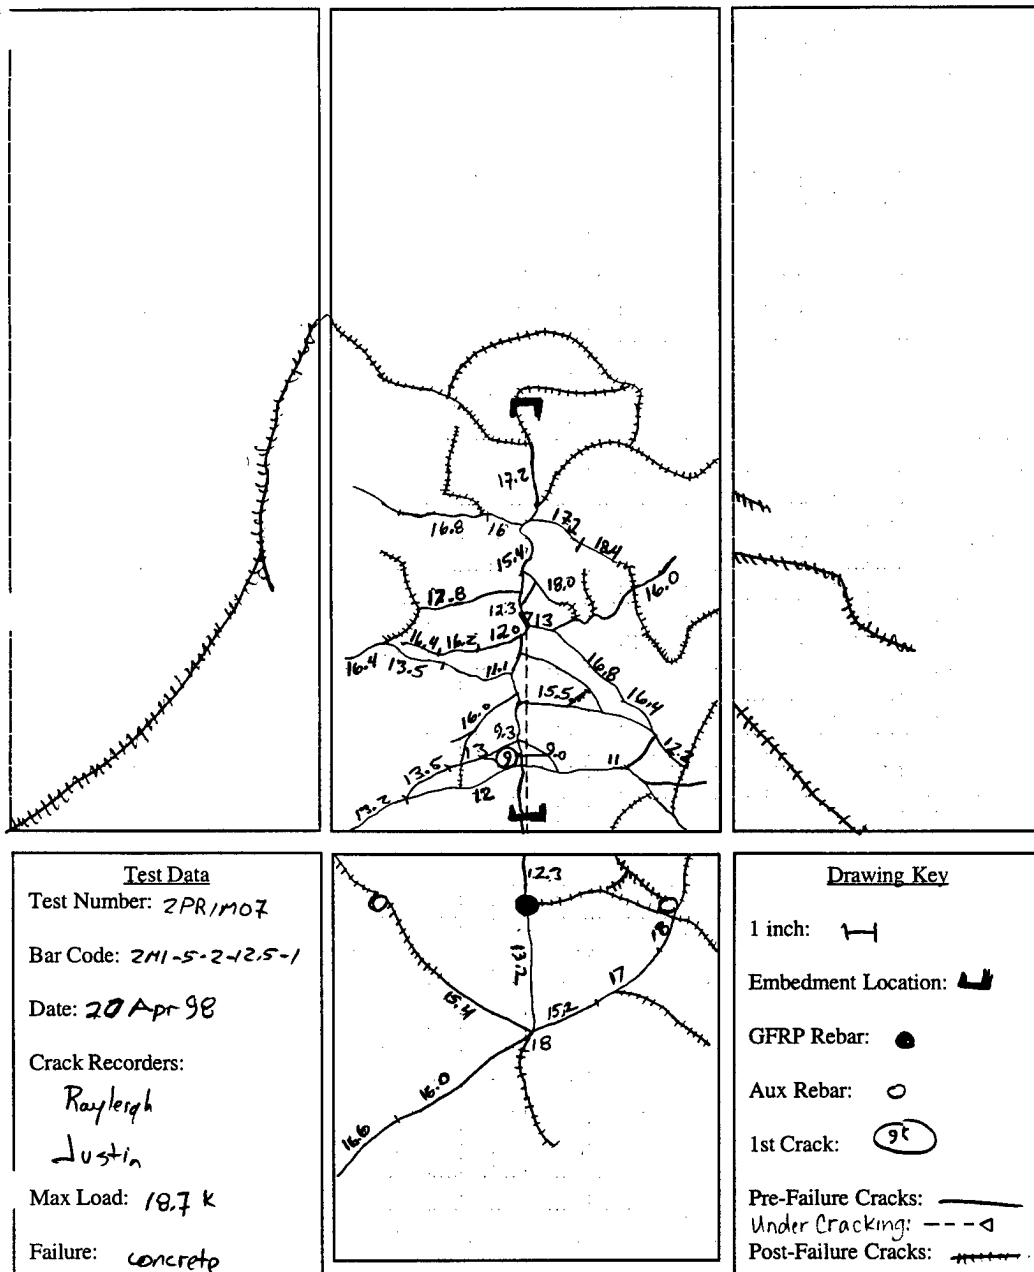 17.2
16.8 16 17.2 18.4
15.4
18.0 16.0
17.8 12.3 13
16.4, 16.2 12.0
16.4 13.5 11.1 16.8
15.5 16.4
16.0 9.3
13 9 9.0 11 12.2
13.5
13.2 12
Test Data
Test Number: 2PR1M07
Bar Code: 2M1-5-2-12.5-1
Date: 20 Apr 98
Crack Recorders:
Rayleigh
Justin
Max Load: 18.7 k
Failure: concrete
12.3
13.2 18
15.4 15.2 17
18
16.0
16.6
Drawing Key
1 inch:
Embedment Location:
GFRP Rebar:
Aux Rebar:
1st Crack: 9k
Pre-Failure Cracks:
Under Cracking:
Post-Failure Cracks: